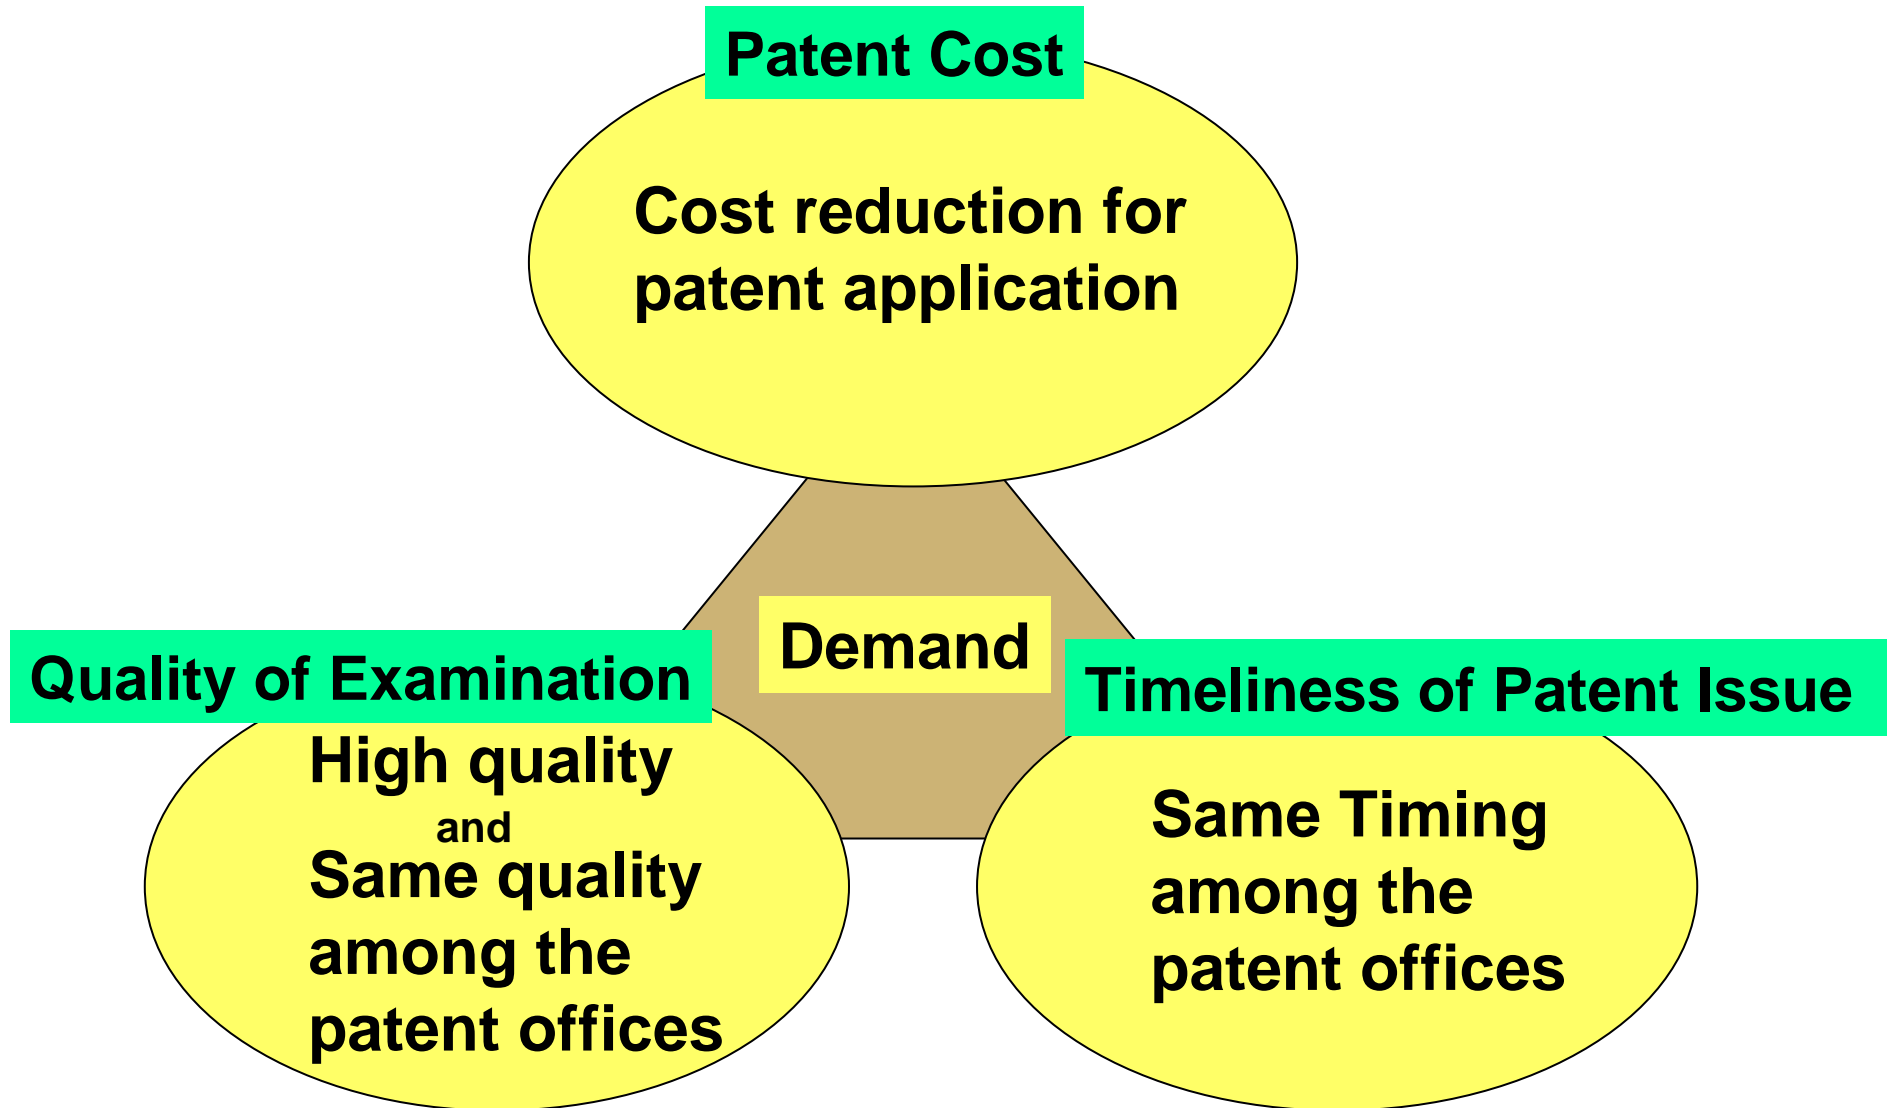 Patent Cost
Cost reduction for
patent application
Demand
Quality of Examination
High quality
and
Same quality
among the
patent offices
Timeliness of Patent Issue
Same Timing
among the
patent offices